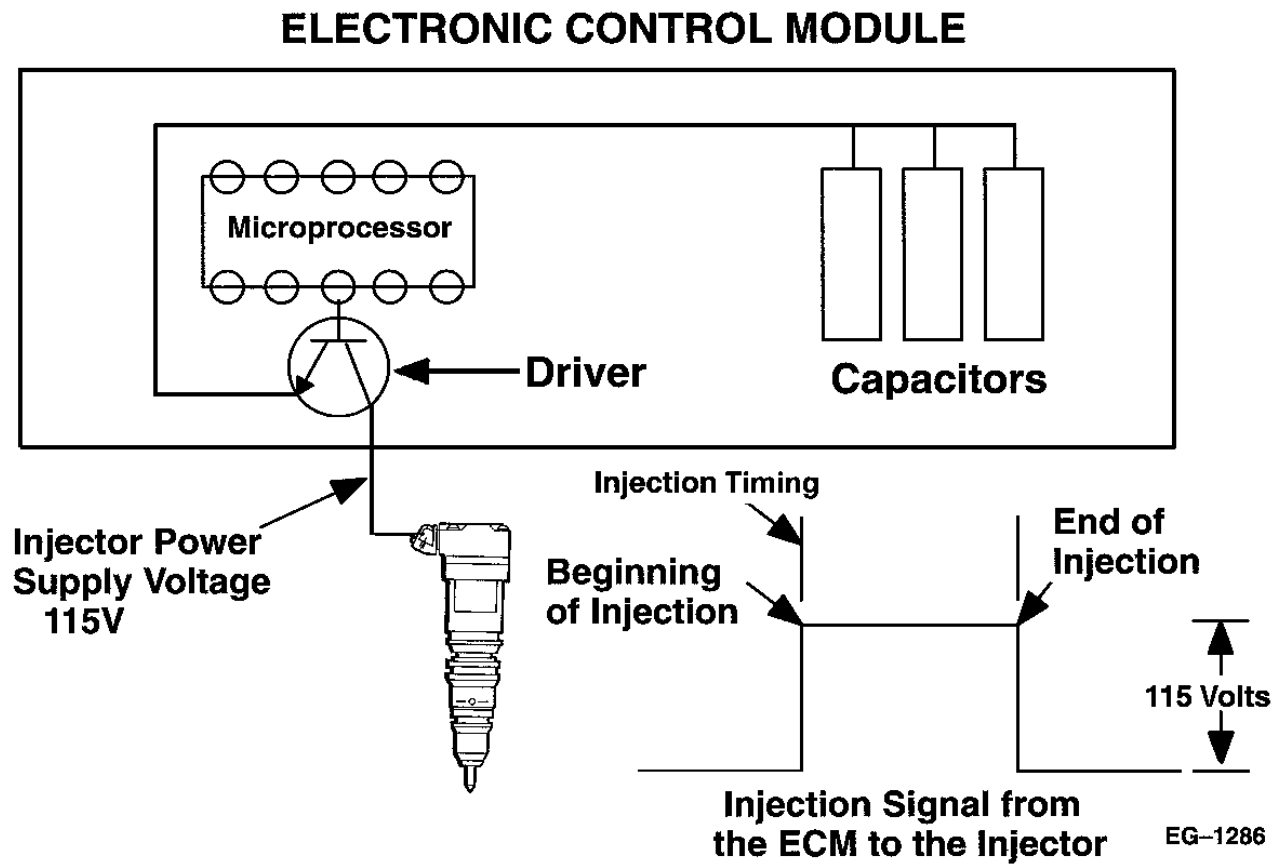 ELECTRONIC CONTROL MODULE
Microprocessor
Driver
Capacitors
Injector Power
Supply Voltage
115V
Injection Timing
Beginning
of Injection
End of
Injection
115 Volts
Injection Signal from
the ECM to the Injector
EG–1286